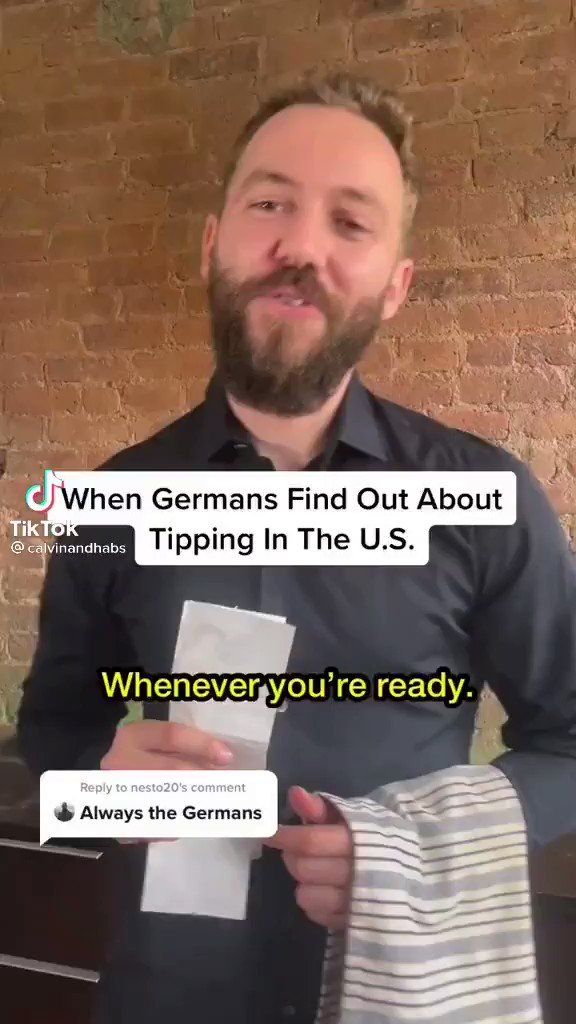 When Germans Find Out About
Tipping In The U.S.
TikTok
@calvinandhabs
Whenever you're ready.
Reply to nesto20's comment
Always the Germans